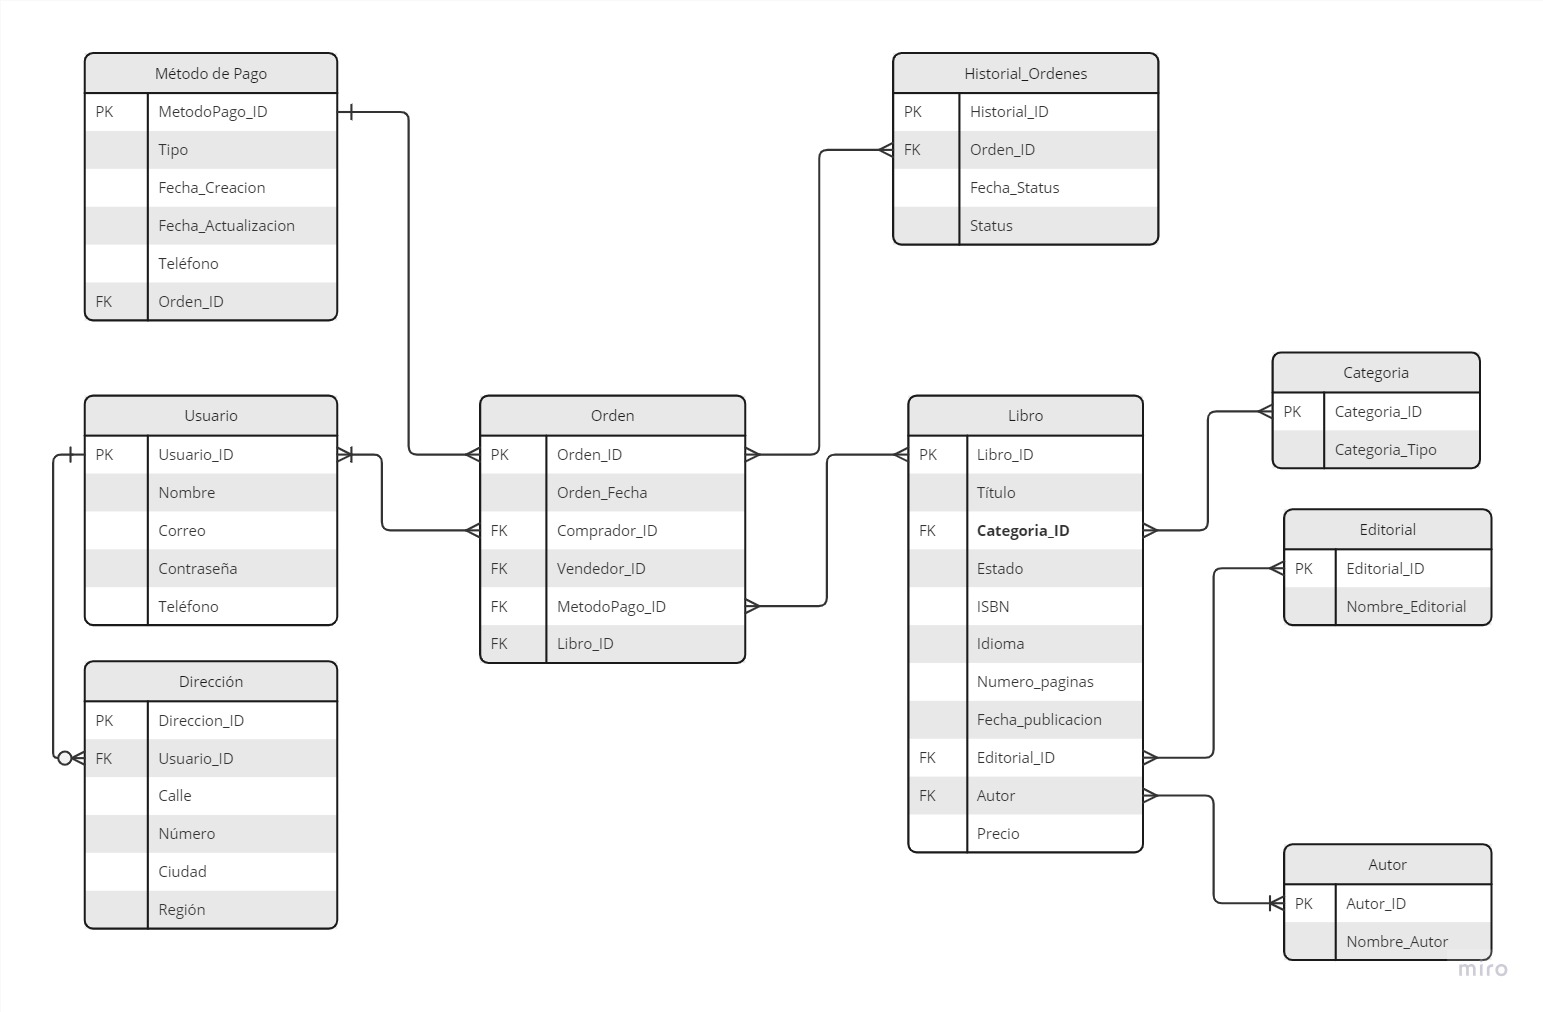 Método de Pago
PK MetodoPago_ID
Tipo
Fecha_Creacion
Fecha_Actualizacion
Teléfono
FK Orden_ID
Historial_Ordenes
PK Historial_ID
FK Orden_ID
Fecha_Status
Status
Usuario
PK Usuario_ID
Nombre
Correo
Contraseña
Teléfono
Dirección
PK Direccion_ID
FK Usuario_ID
Calle
Número
Ciudad
Región
Orden
PK Orden_ID
Orden_Fecha
FK Comprador_ID
FK Vendedor_ID
FK MetodoPago_ID
FK Libro_ID
Libro
PK Libro_ID
Título
FK Categoria_ID
Estado
ISBN
Idioma
Numero_paginas
Fecha_publicacion
FK Editorial_ID
FK Autor
Precio
Categoria
PK Categoria_ID
Categoria_Tipo
Editorial
PK Editorial_ID
Nombre_Editorial
Autor
PK Autor_ID
Nombre_Autor
miro